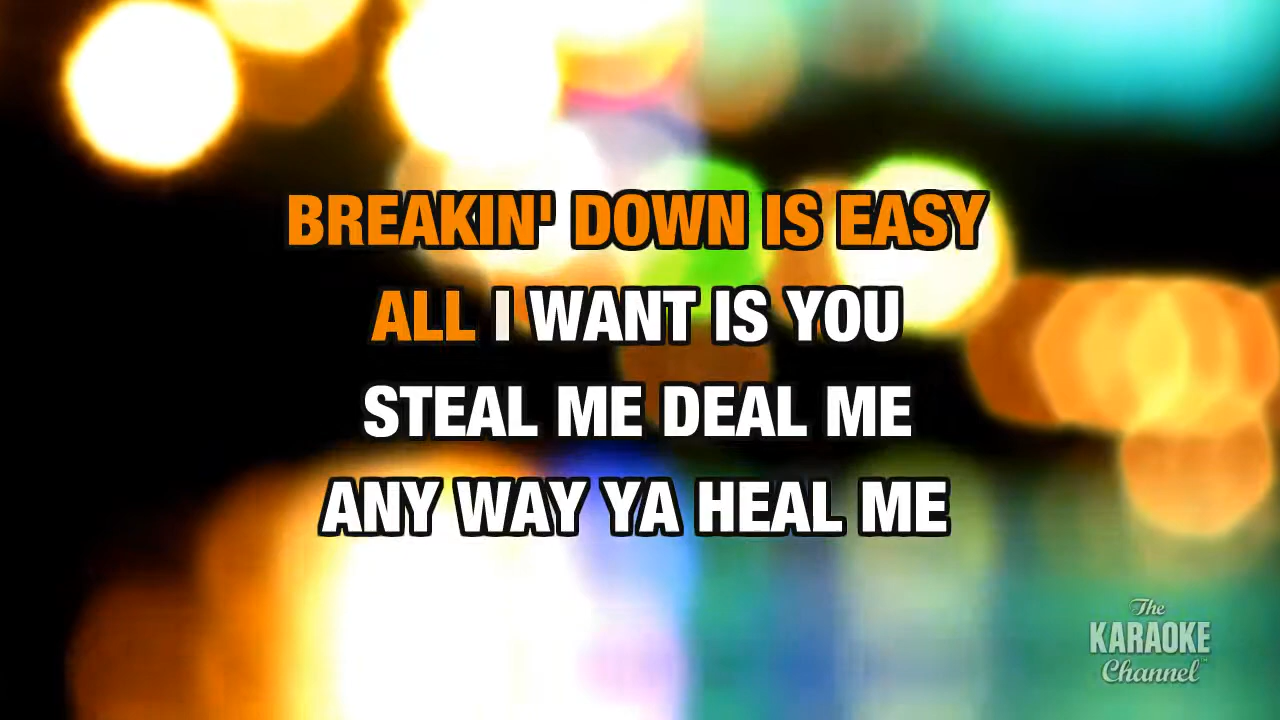 BREAKIN' DOWN IS EASY
ALL I WANT IS YOU
STEAL ME DEAL ME
ANY WAY YA HEAL ME
The
KARAOKE
Channel™